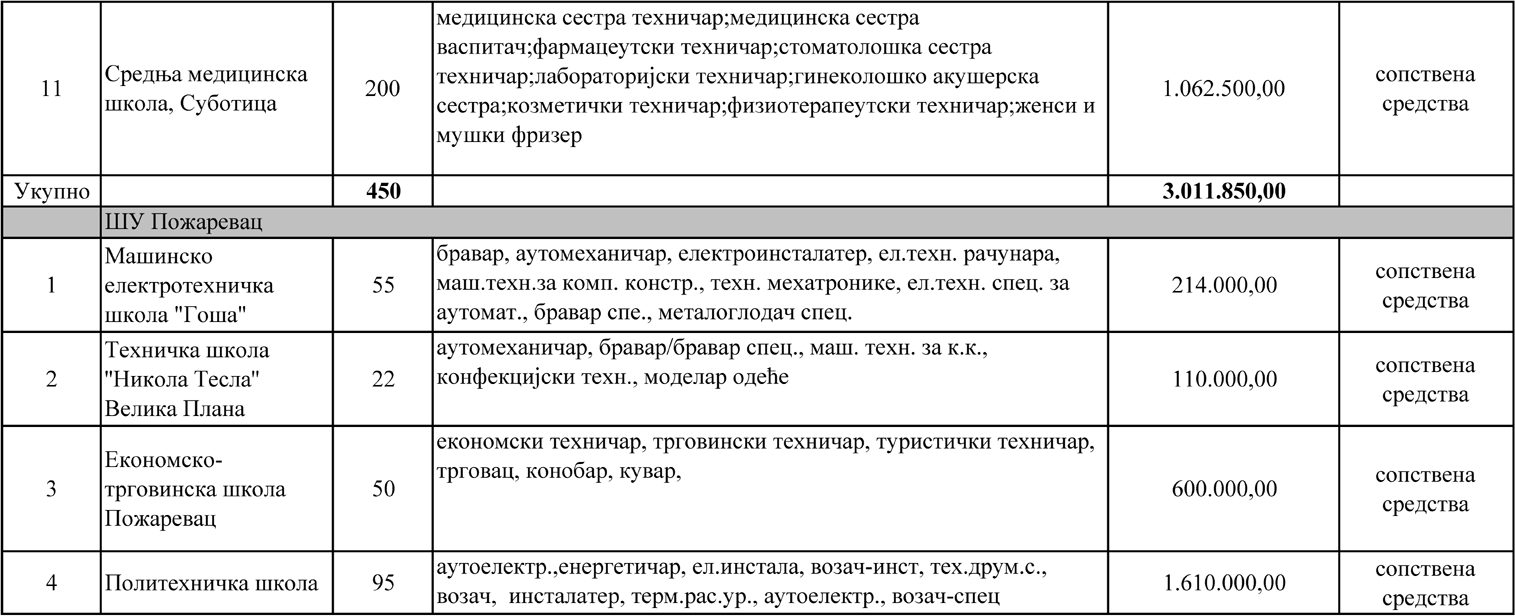 11 Средња медицинска школа, Суботица 200 медицинска сестра техничар;медицинска сестра васпитач;фармацеутски техничар;стоматолошка сестра техничар;лабораторијски техничар;гинеколошко акушерска сестра;козметички техничар;физиотерапеутски техничар;женси и мушки фризер 1.062.500,00 сопствена средства
Укупно 450 3.011.850,00
ШУ Пожаревац
1 Машинско електротехничка школа "Гоша" 55 бравар, аутомеханичар, електроинсталатер, ел.техн. рачунара, маш.техн.за комп. констр., техн. мехатронике, ел.техн. спец. за аутомат., бравар спе., металоглодач спец. 214.000,00 сопствена средства
2 Техничка школа "Никола Тесла" Велика Плана 22 аутомеханичар, бравар/бравар спец., маш. техн. за к.к., конфекцијски техн., моделар одеће 110.000,00 сопствена средства
3 Економско-трговинска школа Пожаревац 50 економски техничар, трговински техничар, туристички техничар, трговац, конобар, кувар, 600.000,00 сопствена средства
4 Политехничка школа 95 аутоелектр.,енергетичар, ел.инстала, возач-инст, тех.друм.с., возач, инсталатер, терм.рас.ур., аутоелектр., возач-спец 1.610.000,00 сопствена средства